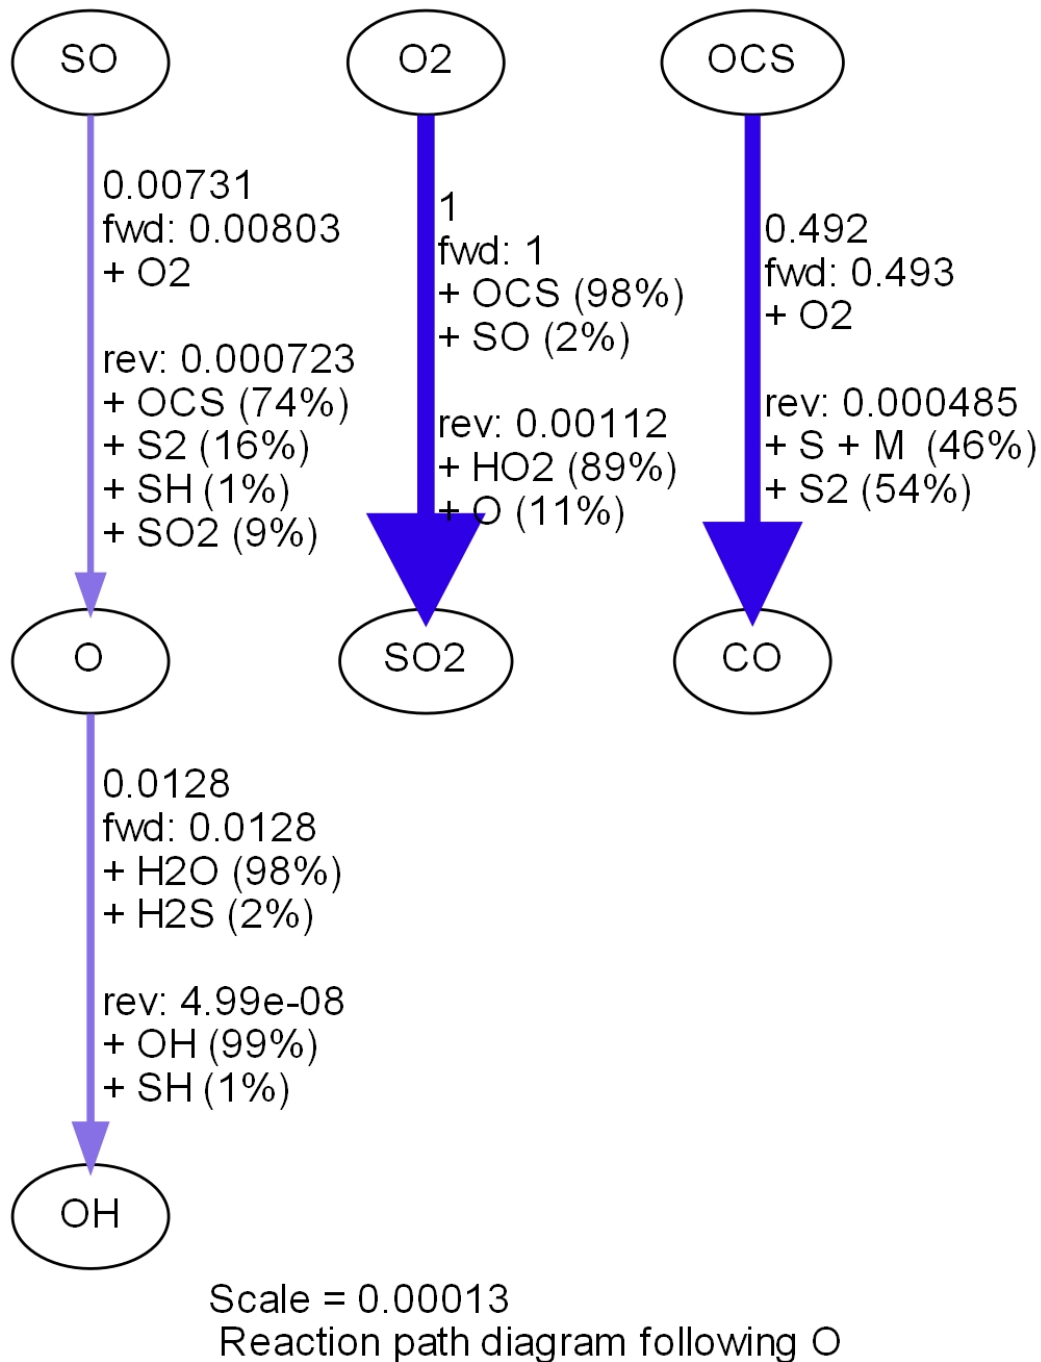 SO
O2
OCS
0.00731
fwd: 0.00803
+ O2
rev: 0.000723
+ OCS (74%)
+ S2 (16%)
+ SH (1%)
+ SO2 (9%)
1
fwd: 1
+ OCS (98%)
+ SO (2%)
rev: 0.00112
+ HO2 (89%)
+ O (11%)
0.492
fwd: 0.493
+ O2
rev: 0.000485
+ S + M (46%)
+ S2 (54%)
O
SO2
CO
0.0128
fwd: 0.0128
+ H2O (98%)
+ H2S (2%)
rev: 4.99e-08
+ OH (99%)
+ SH (1%)
OH
Scale = 0.00013
Reaction path diagram following O